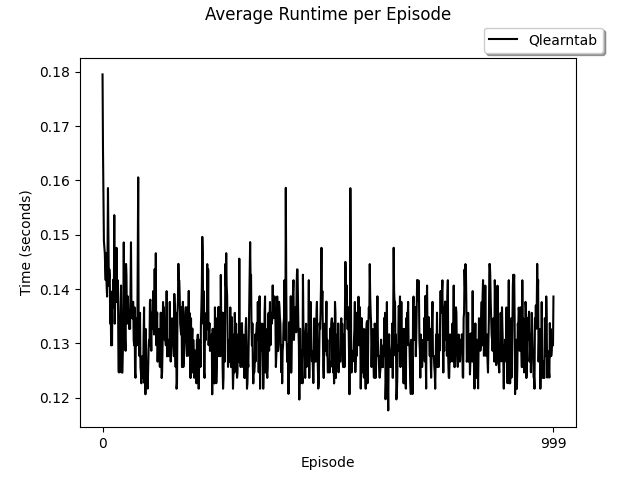 Average Runtime per Episode
Qlearntab
0.18
0.17
0.16
0.15
0.14
0.13
0.12
Time (seconds)
0
999
Episode